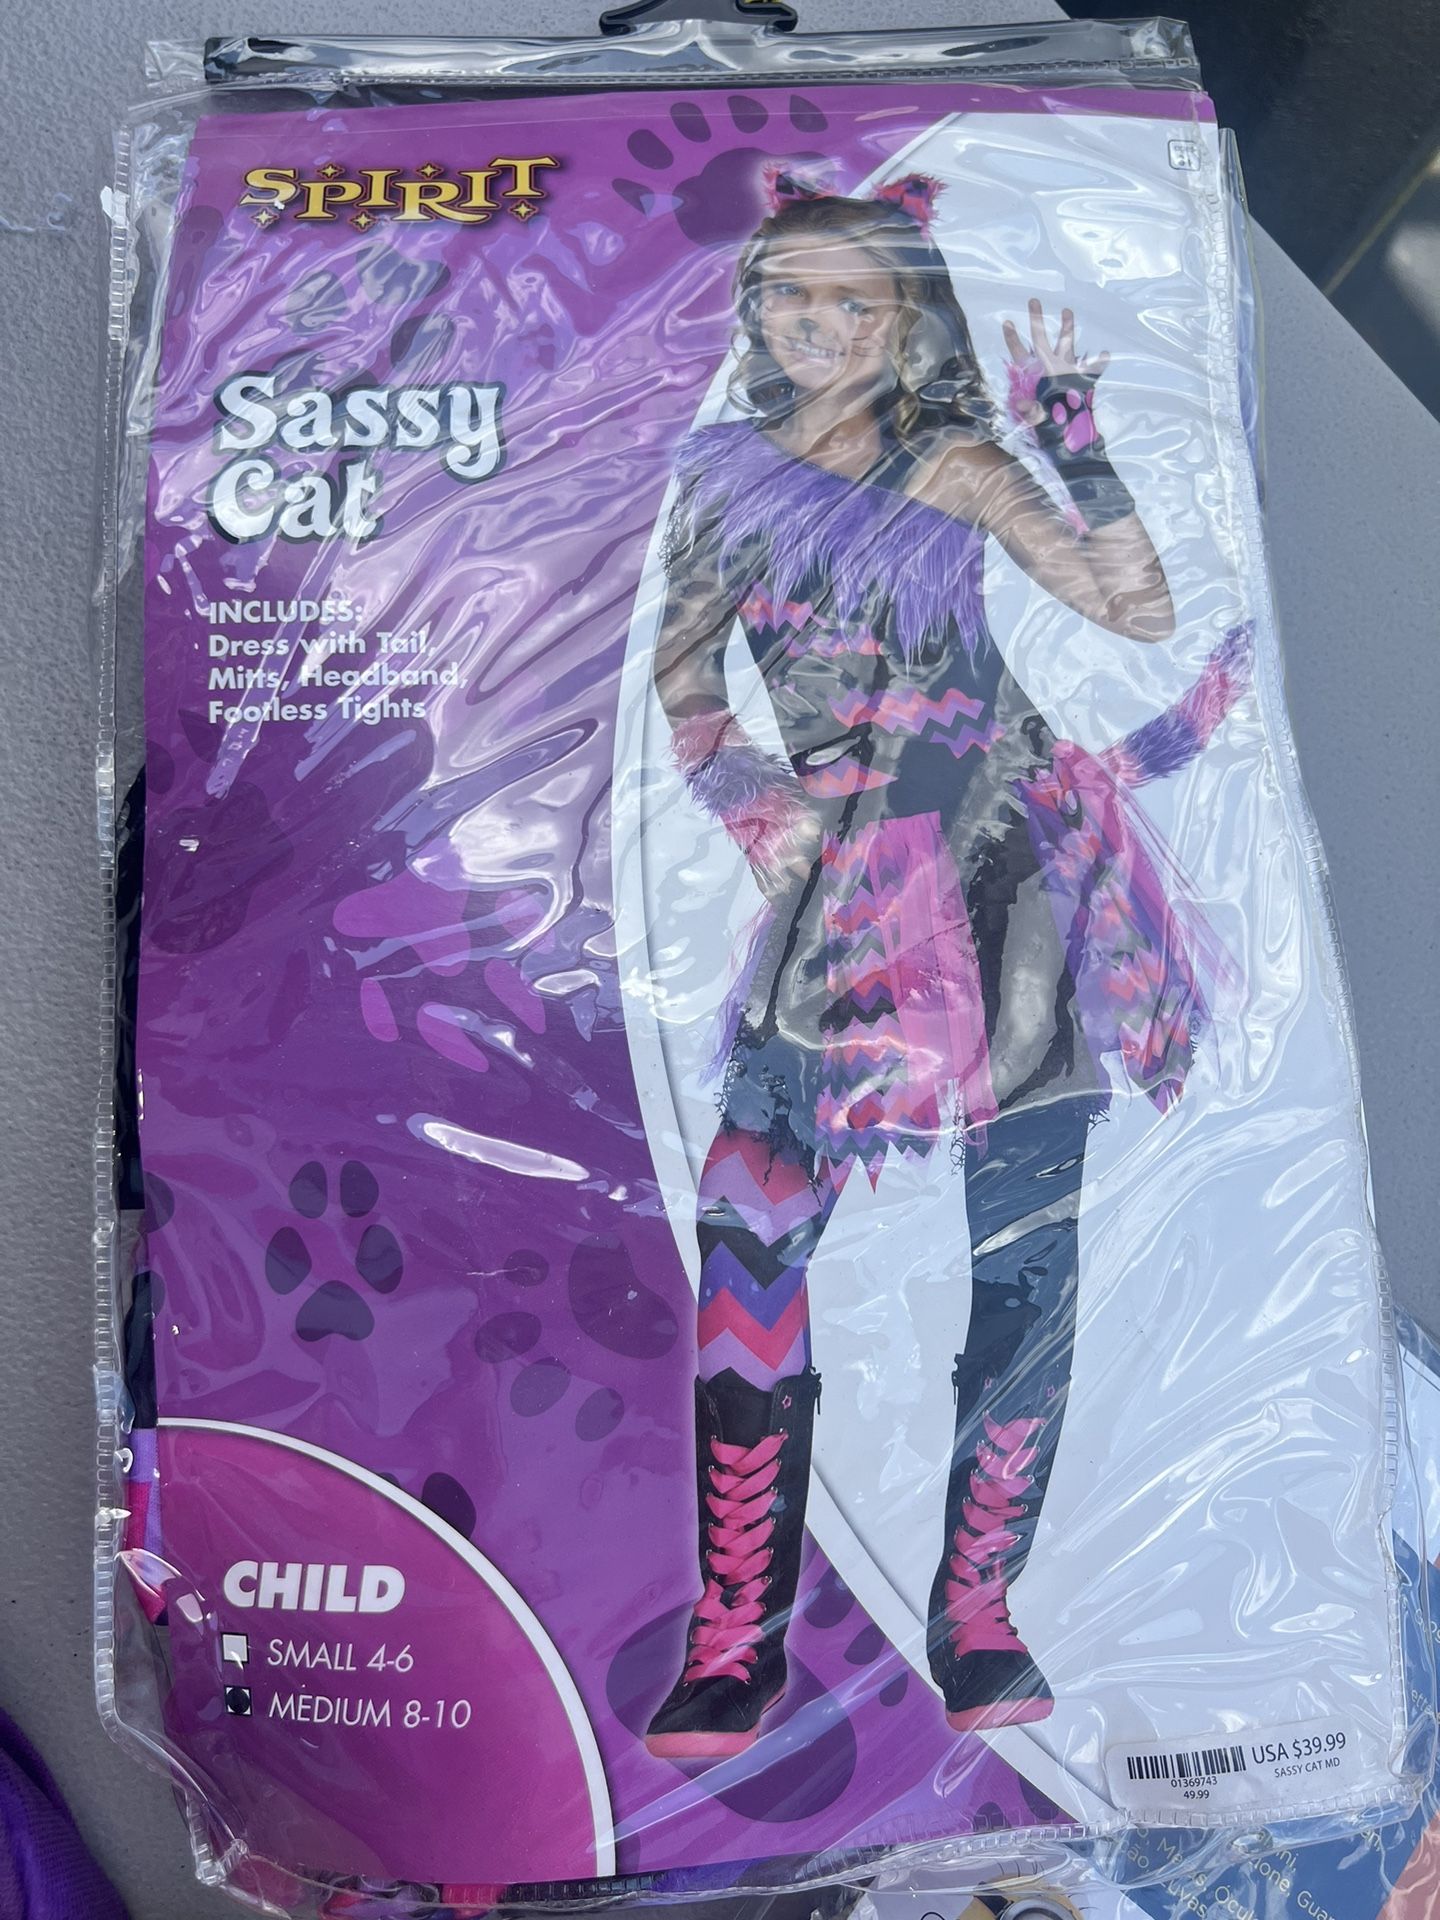 SPIRIT
Sassy
Cat
INCLUDES:
Dress with Tail,
Mitts, Headband,
Footless Tights
CHILD
SMALL 4-6
MEDIUM 8-10
USA $39.99
01369743
SASSY CAT MD
49.99